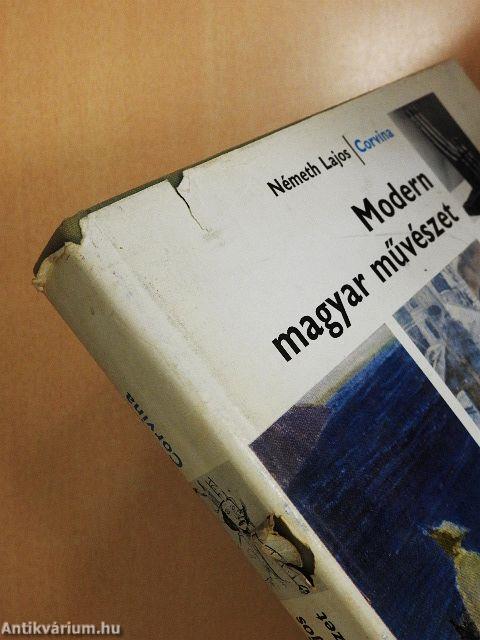 Németh Lajos | Corvina
Modern
magyar művészet
Corvina
Antikvárium.hu